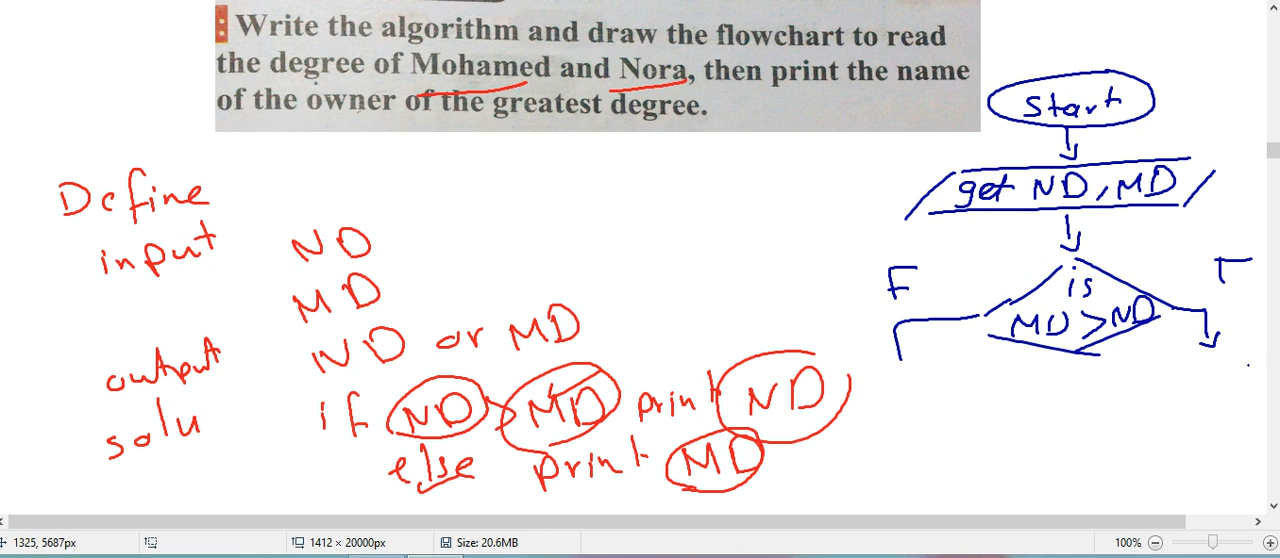 : Write the algorithm and draw the flowchart to read
the degree of Mohamed and Nora, then print the name
of the owner of the greatest degree.
Define
input ND
MD
output ND or MD
solu if ND > MD print ND
else print MD
start
get ND, MD
is
MD > ND
F
T
1325, 5687px
1412 × 20000px
Size: 20.6MB
100%